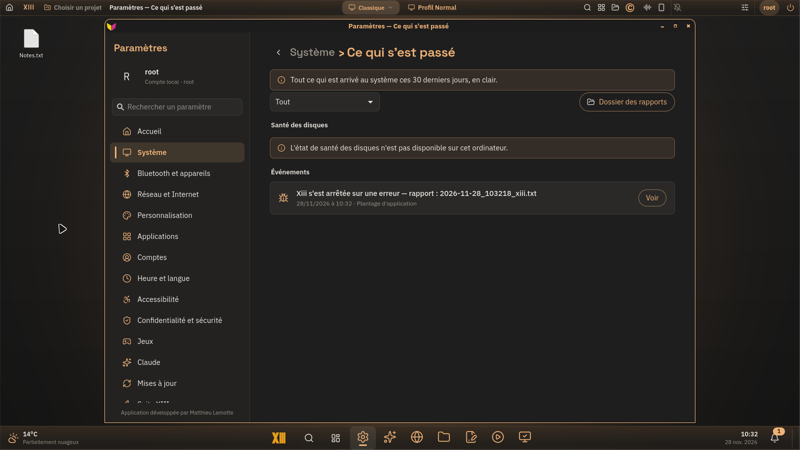 XIII
Choisir un projet
Paramètres — Ce qui s'est passé
Classique
Profil Normal
root
Notes.txt
Paramètres — Ce qui s'est passé
Paramètres
R
root
Compte local · root
Rechercher un paramètre
Accueil
Système
Bluetooth et appareils
Réseau et Internet
Personnalisation
Applications
Comptes
Heure et langue
Accessibilité
Confidentialité et sécurité
Jeux
Claude
Mises à jour
Application développée par Matthieu Lamotte
Système > Ce qui s'est passé
Tout ce qui est arrivé au système ces 30 derniers jours, en clair.
Tout
Dossier des rapports
Santé des disques
L'état de santé des disques n'est pas disponible sur cet ordinateur.
Événements
Xiii s'est arrêtée sur une erreur — rapport : 2026-11-28_103218_xiii.txt
28/11/2026 à 10:32 · Plantage d'application
Voir
14°C
Partiellement nuageux
XIII
10:32
28 nov. 2026
1